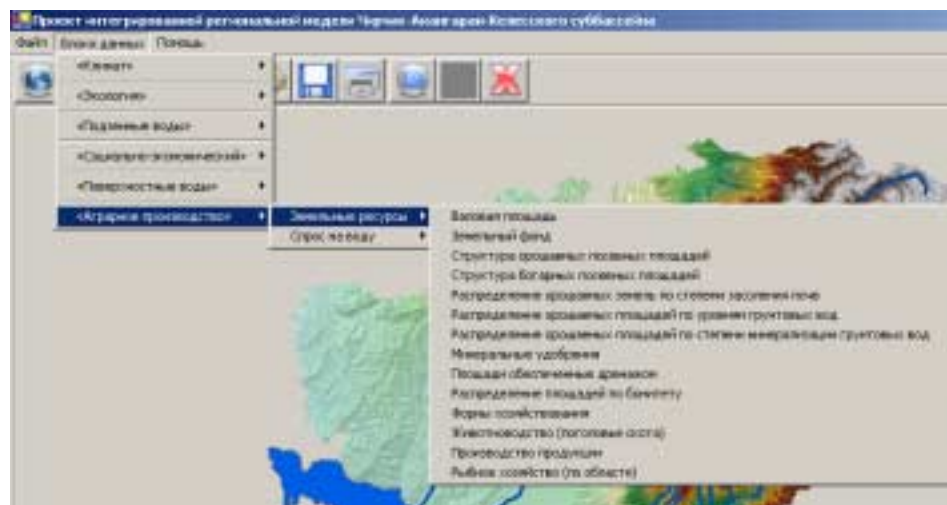 Проект интегрированной региональной модели Чирчик-Ахангаран-Келесского суббассейна
Файл Блоки данных Помощь
«Климат»
«Экология»
«Подземные воды»
«Социально-экономический»
«Поверхностные воды»
«Аграрное производство»
Земельные ресурсы
Спрос на воду
Валовая площадь
Земельный фонд
Структура орошаемых посевных площадей
Структура богарных посевных площадей
Распределение орошаемых земель по степени засоления почв
Распределение орошаемых площадей по уровням грунтовых вод
Распределение орошаемых площадей по степени минерализации грунтовых вод
Минеральные удобрения
Площади обеспеченные дренажом
Распределение площадей по бонитету
Формы хозяйствования
Животноводство (поголовье скота)
Производство продукции
Рыбное хозяйство (по области)